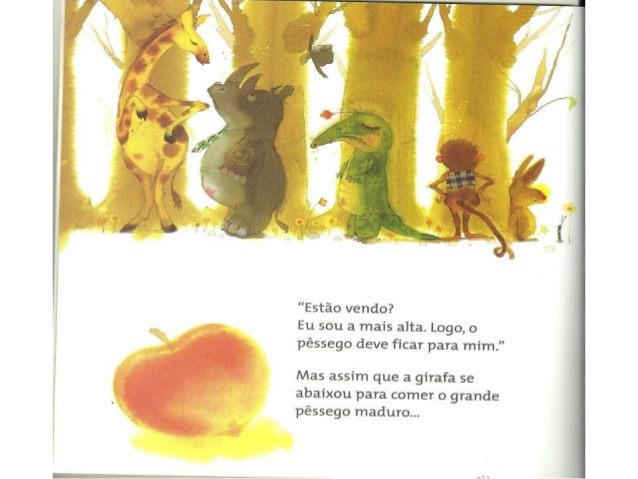 “Estão vendo?
Eu sou a mais alta. Logo, o
pêssego deve ficar para mim.”
Mas assim que a girafa se
abaixou para comer o grande
pêssego maduro...